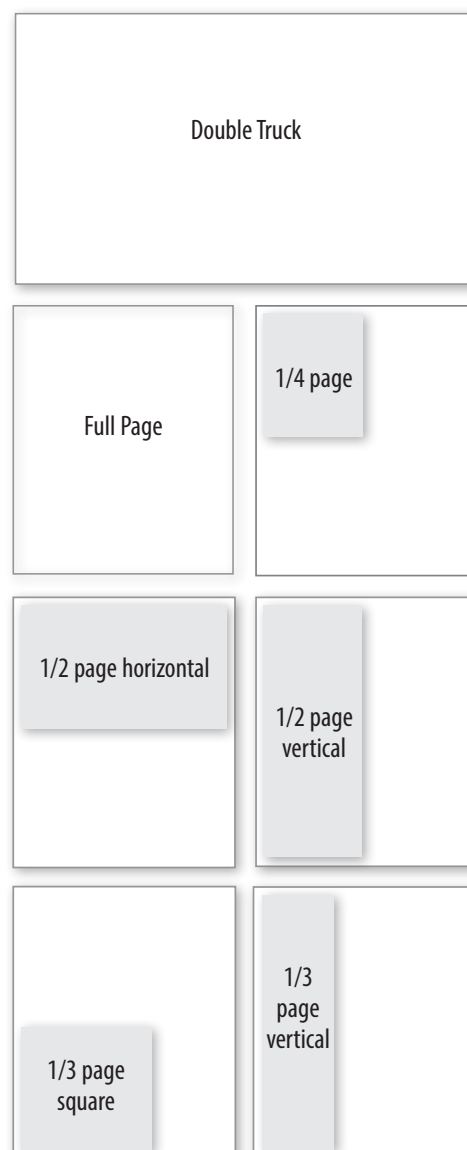 Double Truck
Full Page
1/4 page
1/2 page horizontal
1/2 page
vertical
1/3 page
square
1/3
page
vertical